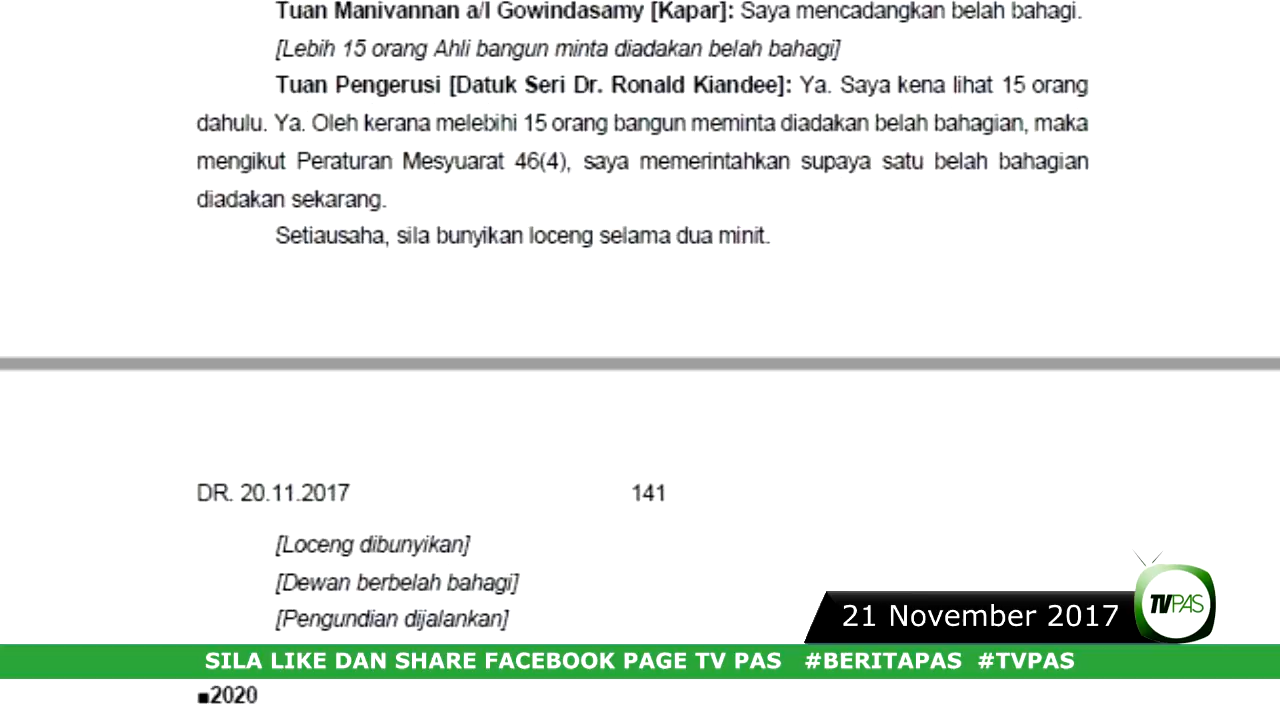 Tuan Manivannan a/l Gowindasamy [Kapar]: Saya mencadangkan belah bahagi.
[Lebih 15 orang Ahli bangun minta diadakan belah bahagi]
Tuan Pengerusi [Datuk Seri Dr. Ronald Kiandee]: Ya. Saya kena lihat 15 orang
dahulu. Ya. Oleh kerana melebihi 15 orang bangun meminta diadakan belah bahagian, maka
mengikut Peraturan Mesyuarat 46(4), saya memerintahkan supaya satu belah bahagian
diadakan sekarang.
Setiausaha, sila bunyikan loceng selama dua minit.
DR. 20.11.2017 141
[Loceng dibunyikan]
[Dewan berbelah bahagi]
[Pengundian dijalankan]
21 November 2017
TVPAS
SILA LIKE DAN SHARE FACEBOOK PAGE TV PAS #BERITAPAS #TVPAS
■2020